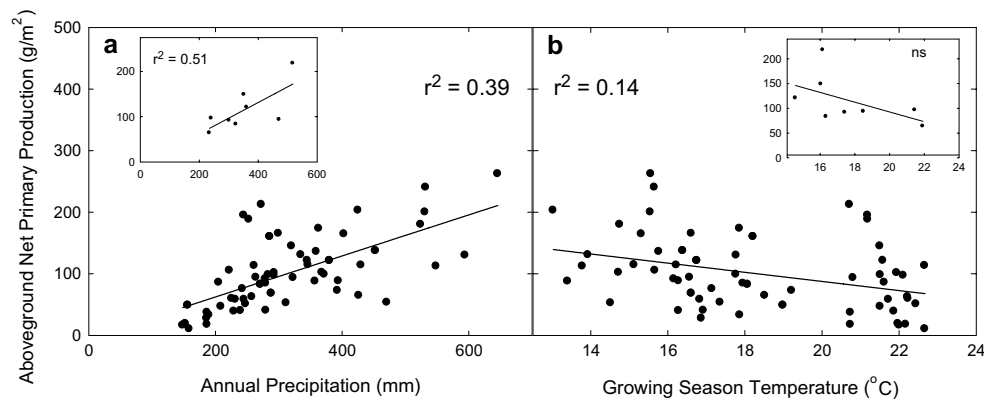 Aboveground Net Primary Production (g/m²)
500
400
300
200
100
0
a
r² = 0.51
200
100
0
0 200 400 600
r² = 0.39
0 200 400 600
Annual Precipitation (mm)
b
r² = 0.14
ns
200
150
100
50
0
16 18 20 22 24
14 16 18 20 22 24
Growing Season Temperature (°C)